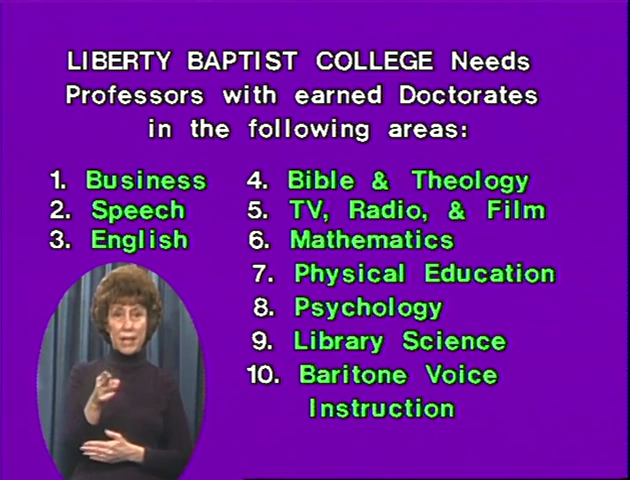 LIBERTY BAPTIST COLLEGE Needs
Professors with earned Doctorates
in the following areas:
1. Business
2. Speech
3. English
4. Bible & Theology
5. TV, Radio, & Film
6. Mathematics
7. Physical Education
8. Psychology
9. Library Science
10. Baritone Voice
Instruction